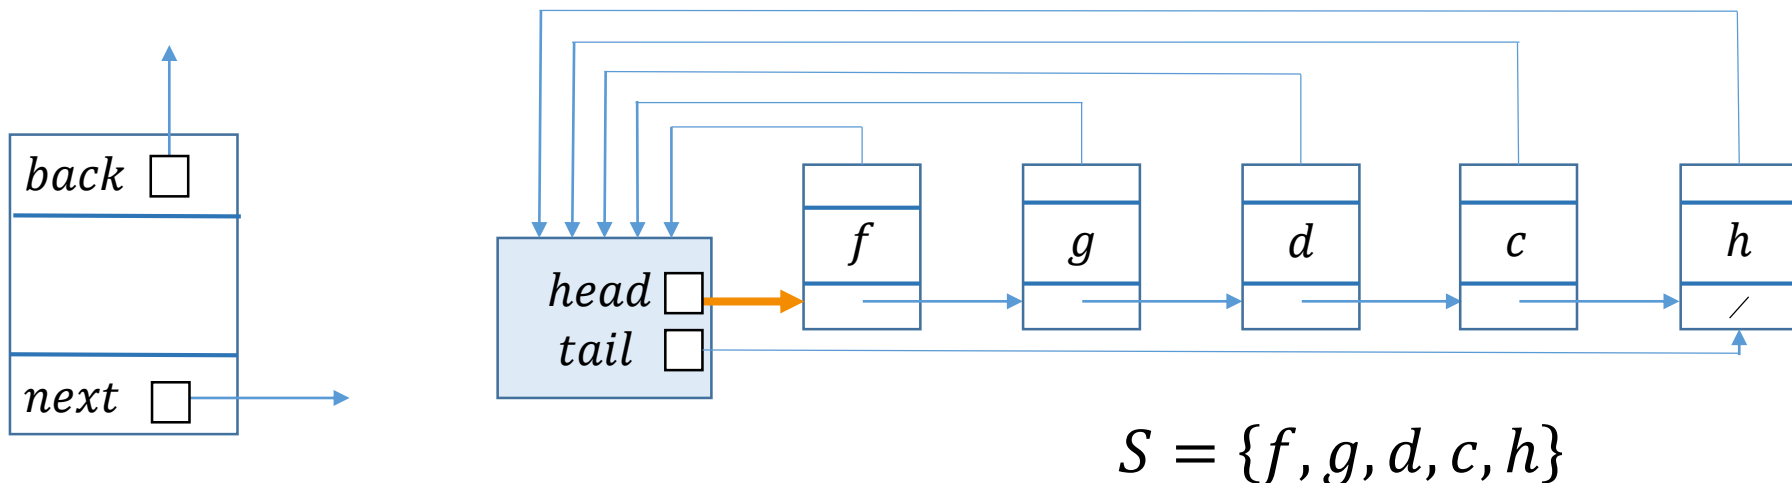 back
next
head
tail
f
g
d
c
h
/
S = {f, g, d, c, h}